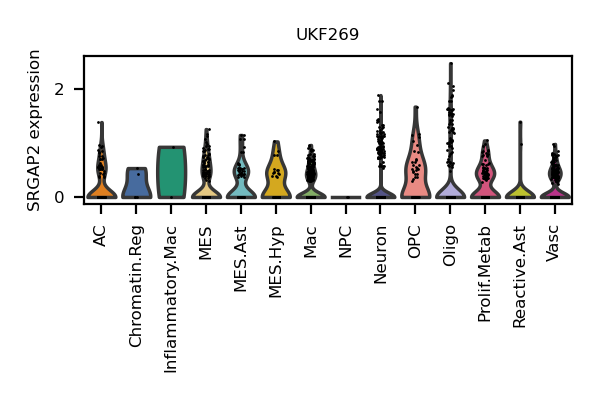 UKF269
SRGAP2 expression
2
0
AC
Chromatin.Reg
Inflammatory.Mac
MES
MES.Ast
MES.Hyp
Mac
NPC
Neuron
OPC
Oligo
Prolif.Metab
Reactive.Ast
Vasc